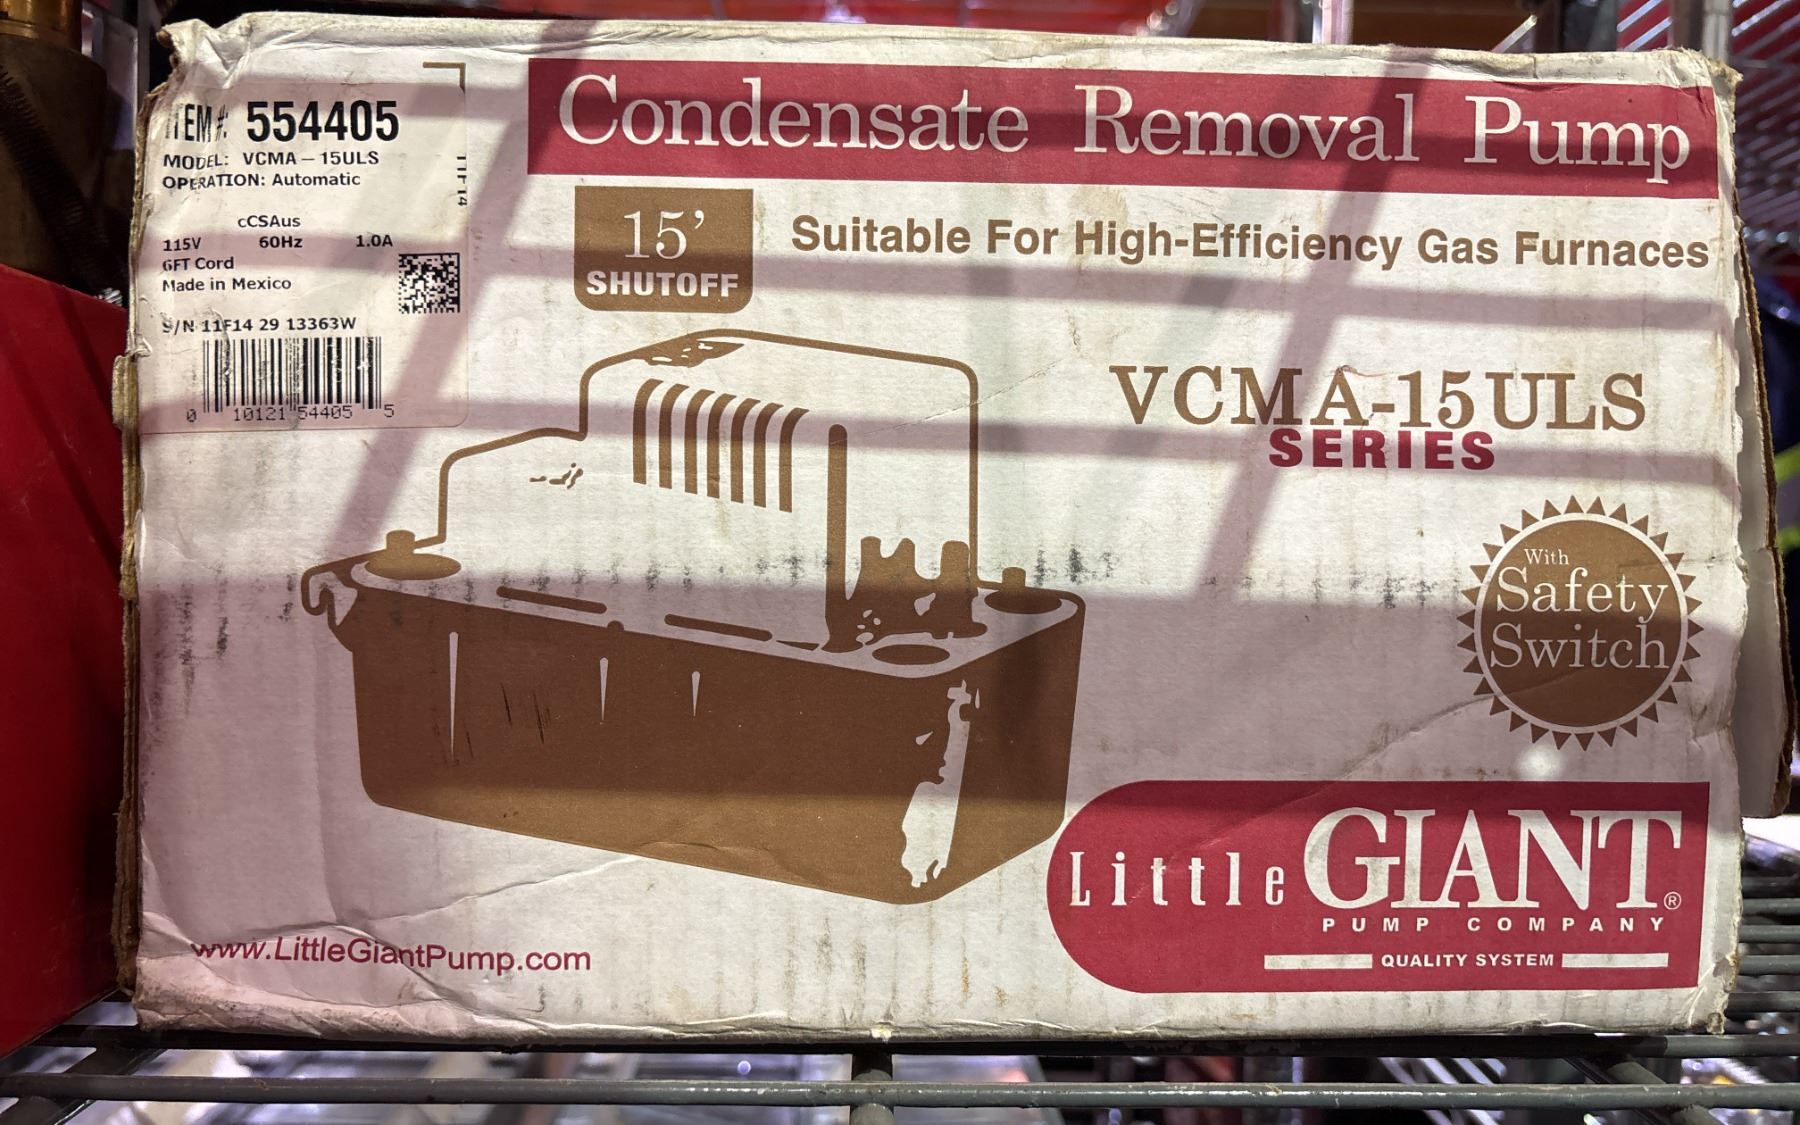 ITEM#: 554405
MODEL: VCMA - 15ULS
OPERATION: Automatic
cCSAus
115V 60Hz 1.0A
6FT Cord
Made in Mexico
S/N 11F14 29 13363W
0 10121 54405 5
11F14
Condensate Removal Pump
15' SHUTOFF
Suitable For High-Efficiency Gas Furnaces
VCMA-15ULS
SERIES
With
Safety
Switch
Little GIANT®
PUMP COMPANY
QUALITY SYSTEM
www.LittleGiantPump.com